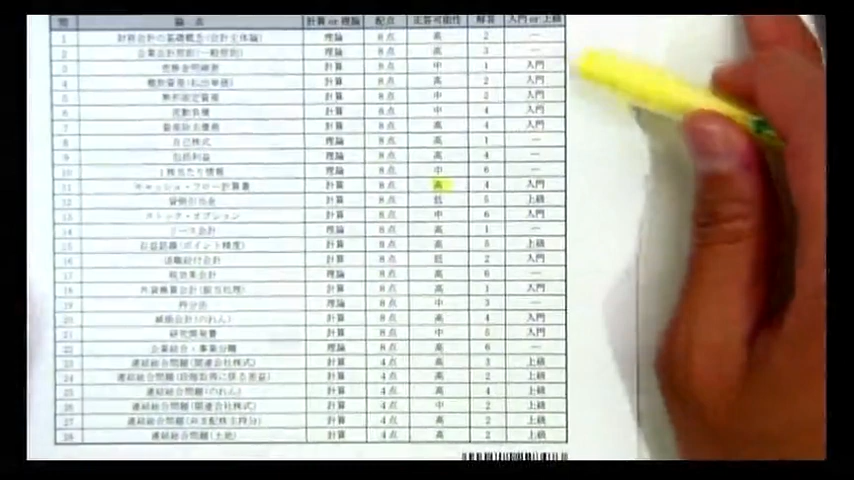 問 論点 計算 or 理論 配点 正答可能性 解答 入門 or 上級
1 財務会計の基礎概念(会計主体論) 理論 8点 高 2 ―
2 企業会計原則(一般原則) 理論 8点 高 3 ―
3 計算 8点 中 1 入門
4 棚卸資産(払出単価) 計算 8点 高 2 入門
5 無形固定資産 計算 8点 中 2 入門
6 流動負債 計算 8点 中 4 入門
7 資産除去債務 計算 8点 高 4 入門
8 自己株式 理論 8点 高 1 ―
9 包括利益 理論 8点 高 4 ―
10 1株当たり情報 理論 8点 中 6 ―
11 キャッシュ・フロー計算書 計算 8点 高 4 入門
12 貸倒引当金 計算 8点 低 5 上級
13 ストック・オプション 計算 8点 中 6 入門
14 リース会計 理論 8点 高 1 ―
15 収益認識(ポイント制度) 計算 8点 高 5 上級
16 退職給付会計 計算 8点 低 2 入門
17 税効果会計 理論 8点 高 6 ―
18 外貨換算会計(振当処理) 計算 8点 高 1 入門
19 持分法 理論 8点 中 3 ―
20 減損会計(のれん) 計算 8点 高 4 入門
21 研究開発費 計算 8点 中 5 入門
22 企業結合・事業分離 理論 8点 高 6 ―
23 連結総合問題(関連会社株式) 計算 4点 高 3 上級
24 連結総合問題(段階取得に係る差益) 計算 4点 高 2 上級
25 連結総合問題(のれん) 計算 4点 高 4 上級
26 連結総合問題(関連会社株式) 計算 4点 中 2 上級
27 連結総合問題(非支配株主持分) 計算 4点 高 2 上級
28 連結総合問題(土地) 計算 4点 高 2 上級